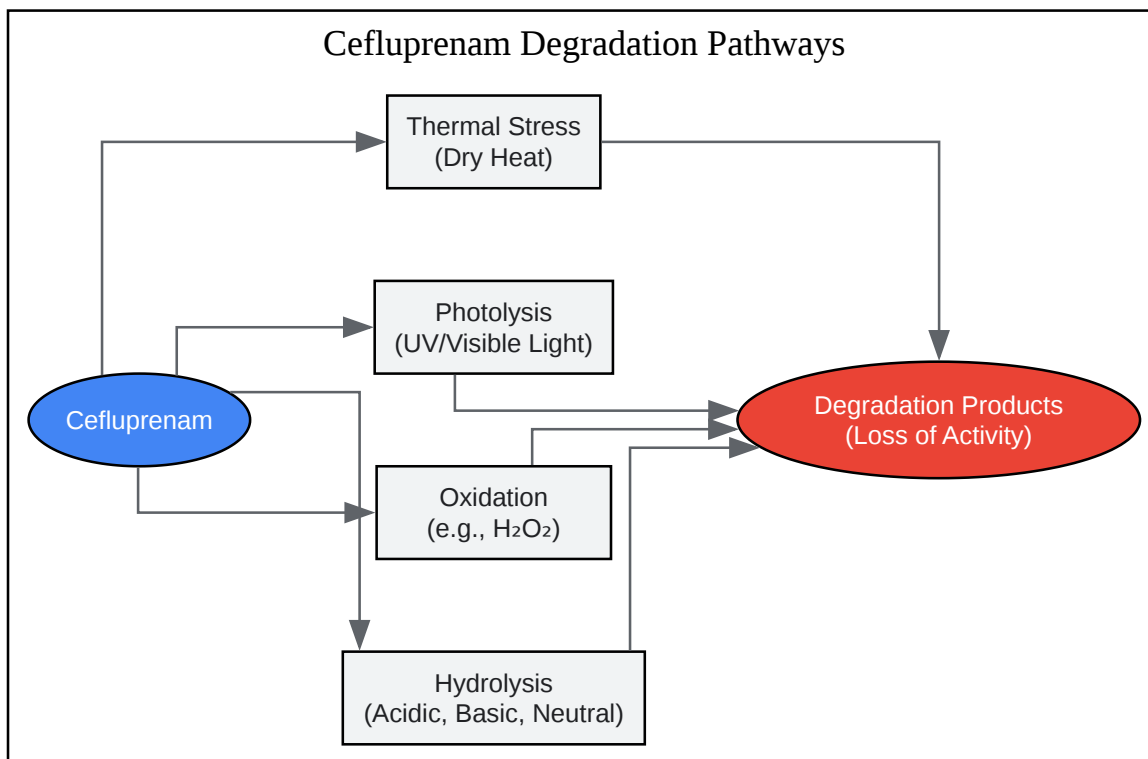 Cefluprenam Degradation Pathways
Thermal Stress
(Dry Heat)
Photolysis
(UV/Visible Light)
Cefluprenam
Degradation Products
(Loss of Activity)
Oxidation
(e.g., H₂O₂)
Hydrolysis
(Acidic, Basic, Neutral)